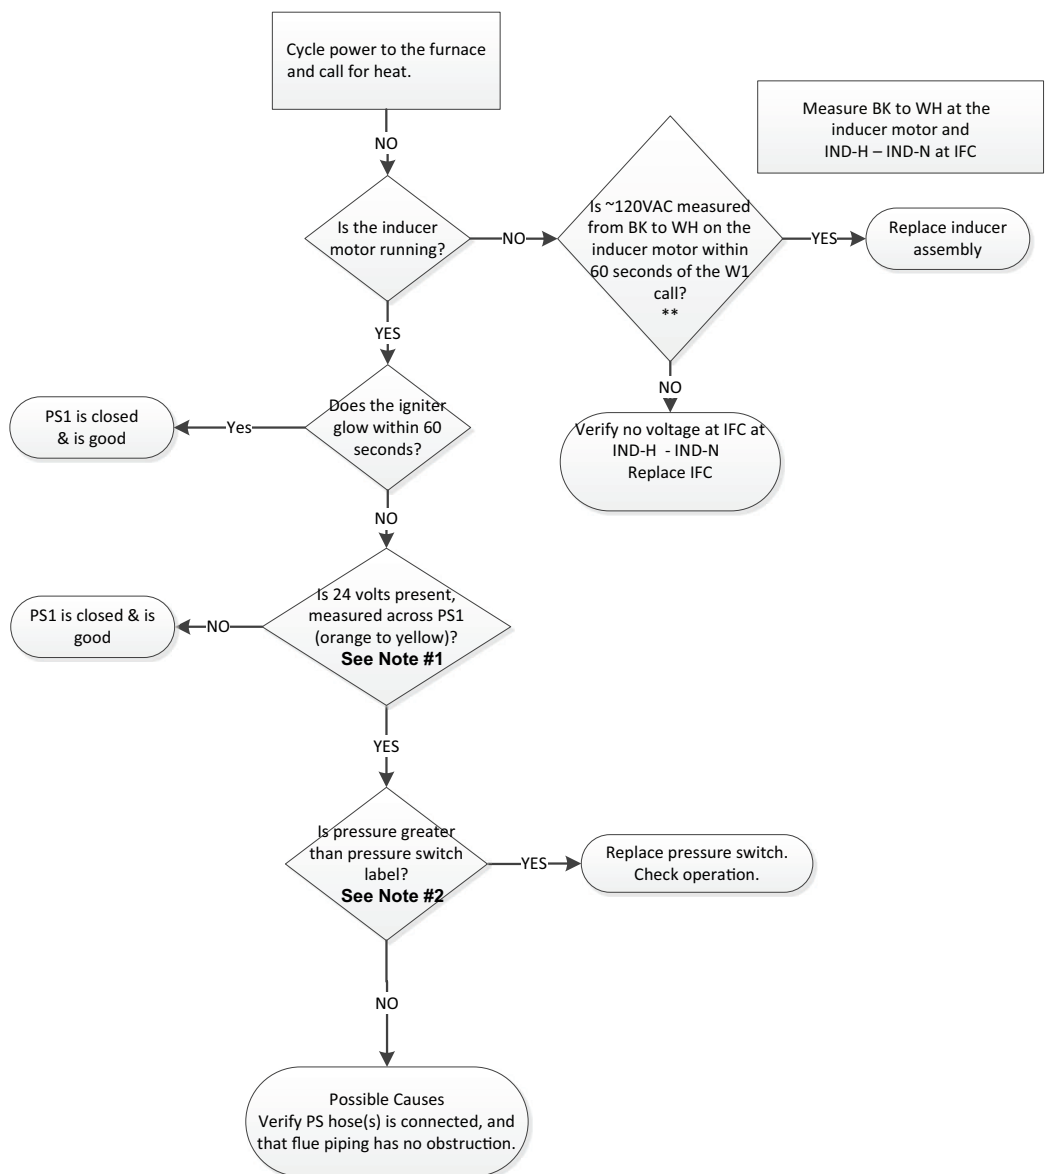 Cycle power to the furnace
and call for heat.
Measure BK to WH at the
inducer motor and
IND-H – IND-N at IFC
NO
Is the inducer
motor running?
NO
Is ~120VAC measured
from BK to WH on the
inducer motor within
60 seconds of the W1
call?
**
YES
Replace inducer
assembly
YES
NO
Verify no voltage at IFC at
IND-H - IND-N
Replace IFC
Does the igniter
glow within 60
seconds?
Yes
PS1 is closed
& is good
NO
Is 24 volts present,
measured across PS1
(orange to yellow)?
See Note #1
NO
PS1 is closed & is
good
YES
Is pressure greater
than pressure switch
label?
See Note #2
YES
Replace pressure switch.
Check operation.
NO
Possible Causes
Verify PS hose(s) is connected, and
that flue piping has no obstruction.